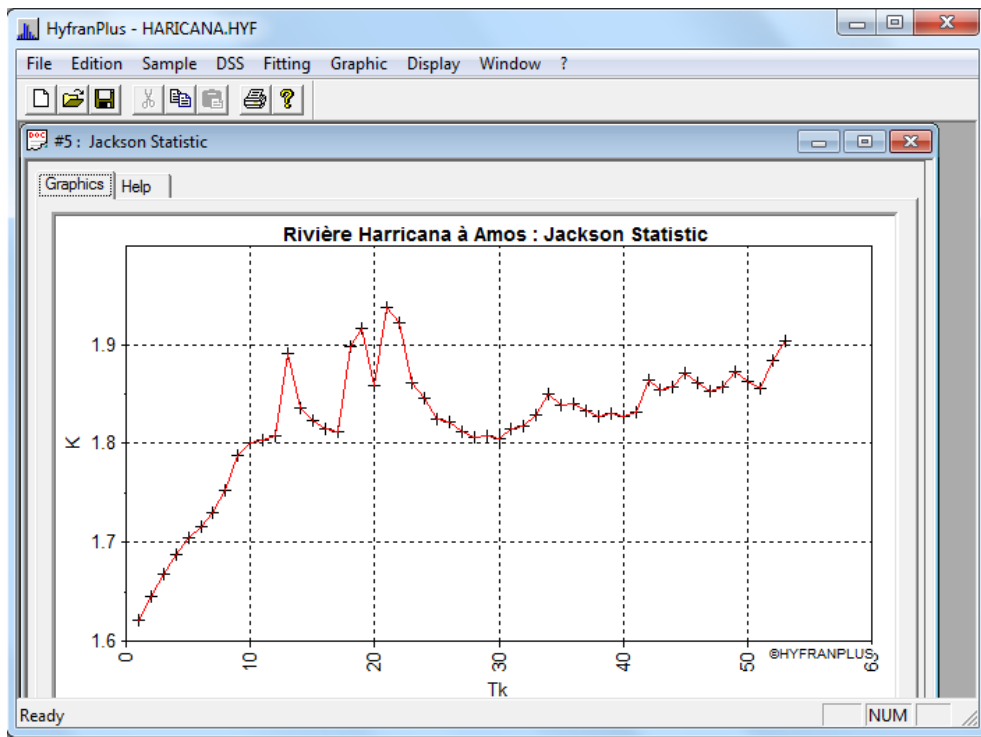 HyfranPlus - HARICANA.HYF
File Edition Sample DSS Fitting Graphic Display Window ?
DOC #5 : Jackson Statistic
Graphics Help
Rivière Harricana à Amos : Jackson Statistic
1.9
1.8
K
1.7
1.6
0 10 20 30 40 50
©HYFRANPLUS
Tk
Ready NUM